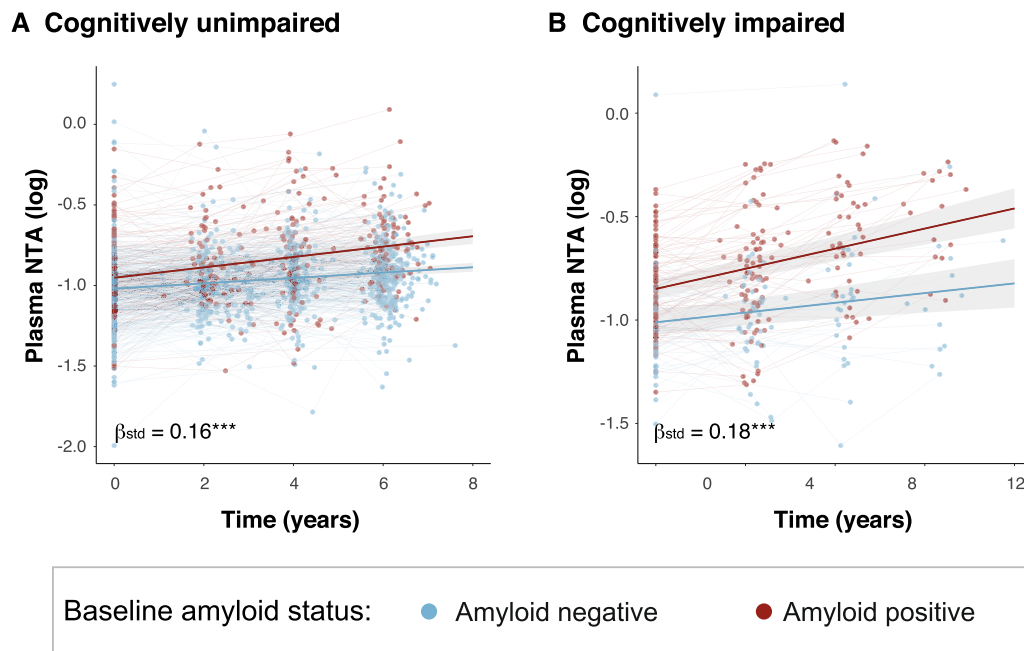 A Cognitively unimpaired
B Cognitively impaired
Plasma NTA (log)
0.0
-0.5
-1.0
-1.5
-2.0
βstd = 0.16***
0 2 4 6 8
Time (years)
Plasma NTA (log)
0.0
-0.5
-1.0
-1.5
βstd = 0.18***
0 4 8 12
Time (years)
Baseline amyloid status: Amyloid negative Amyloid positive